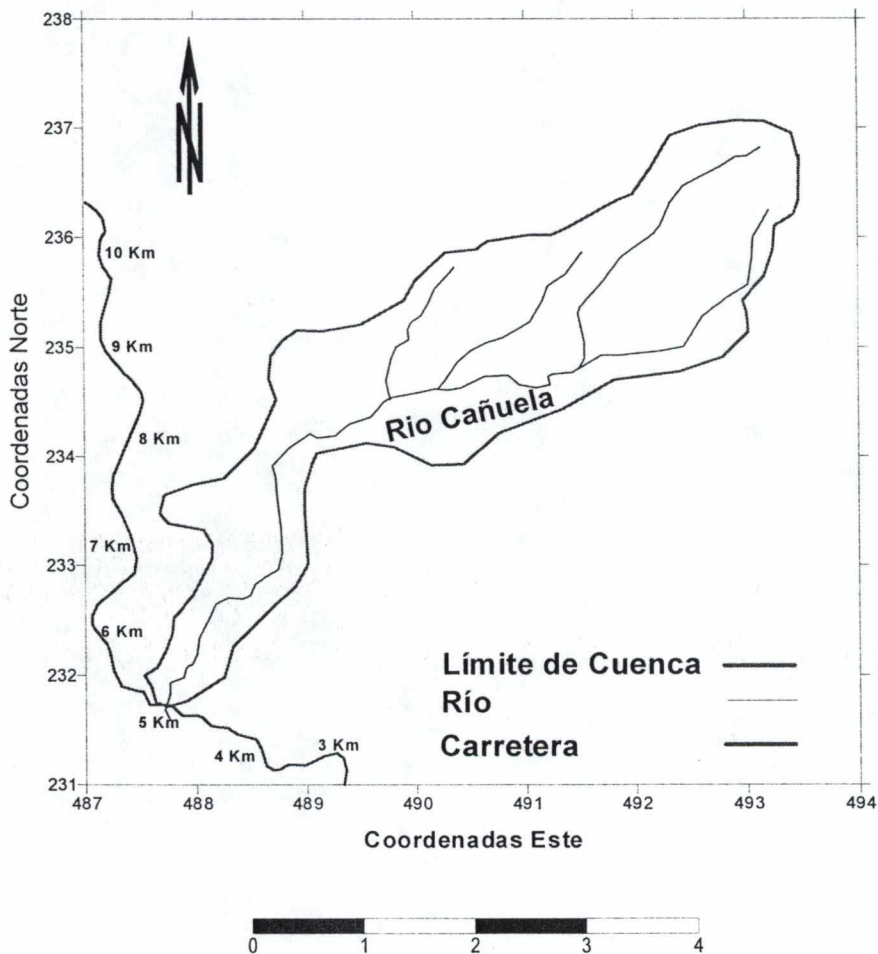 238
237
236
235
234
233
232
231
Coordenadas Norte
N
10 Km
9 Km
8 Km
7 Km
6 Km
5 Km
4 Km
3 Km
Rio Cañuela
Límite de Cuenca
Río
Carretera
487 488 489 490 491 492 493 494
Coordenadas Este
0 1 2 3 4